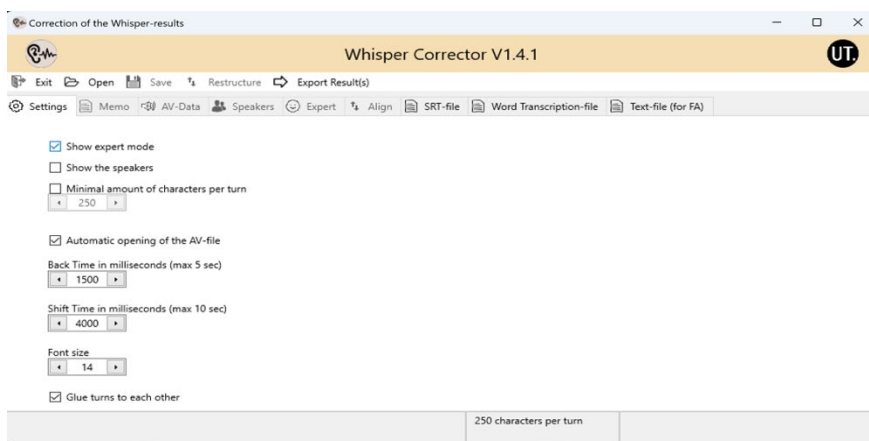 Correction of the Whisper-results
Whisper Corrector V1.4.1
UT.
Exit Open Save Restructure Export Result(s)
Settings Memo AV-Data Speakers Expert Align SRT-file Word Transcription-file Text-file (for FA)
Show expert mode
Show the speakers
Minimal amount of characters per turn
250
Automatic opening of the AV-file
Back Time in milliseconds (max 5 sec)
1500
Shift Time in milliseconds (max 10 sec)
4000
Font size
14
Glue turns to each other
250 characters per turn